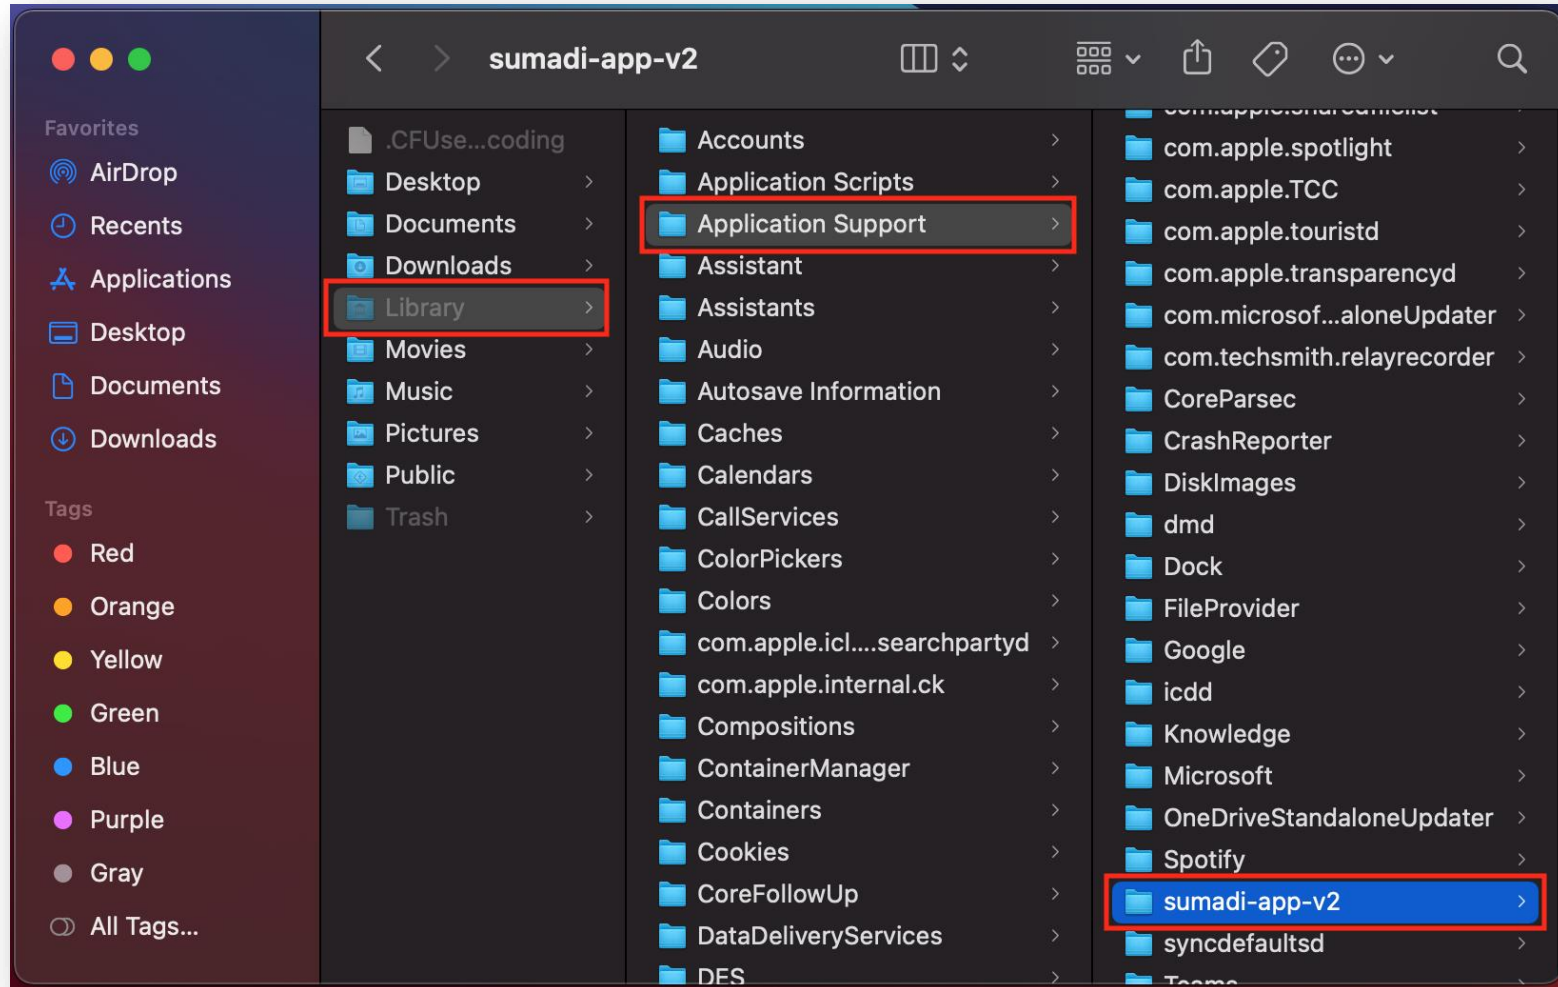 sumadi-app-v2
Favorites
AirDrop
Recents
Applications
Desktop
Documents
Downloads
Tags
Red
Orange
Yellow
Green
Blue
Purple
Gray
All Tags...
.CFUse...coding
Desktop
Documents
Downloads
Library
Movies
Music
Pictures
Public
Trash
Accounts
Application Scripts
Application Support
Assistant
Assistants
Audio
Autosave Information
Caches
Calendars
CallServices
ColorPickers
Colors
com.apple.icl....searchpartyd
com.apple.internal.ck
Compositions
ContainerManager
Containers
Cookies
CoreFollowUp
DataDeliveryServices
DES
com.apple.sharedfilelist
com.apple.spotlight
com.apple.TCC
com.apple.touristd
com.apple.transparencyd
com.microsof...aloneUpdater
com.techsmith.relayrecorder
CoreParsec
CrashReporter
DiskImages
dmd
Dock
FileProvider
Google
icdd
Knowledge
Microsoft
OneDriveStandaloneUpdater
Spotify
sumadi-app-v2
syncdefaultsd
Teams